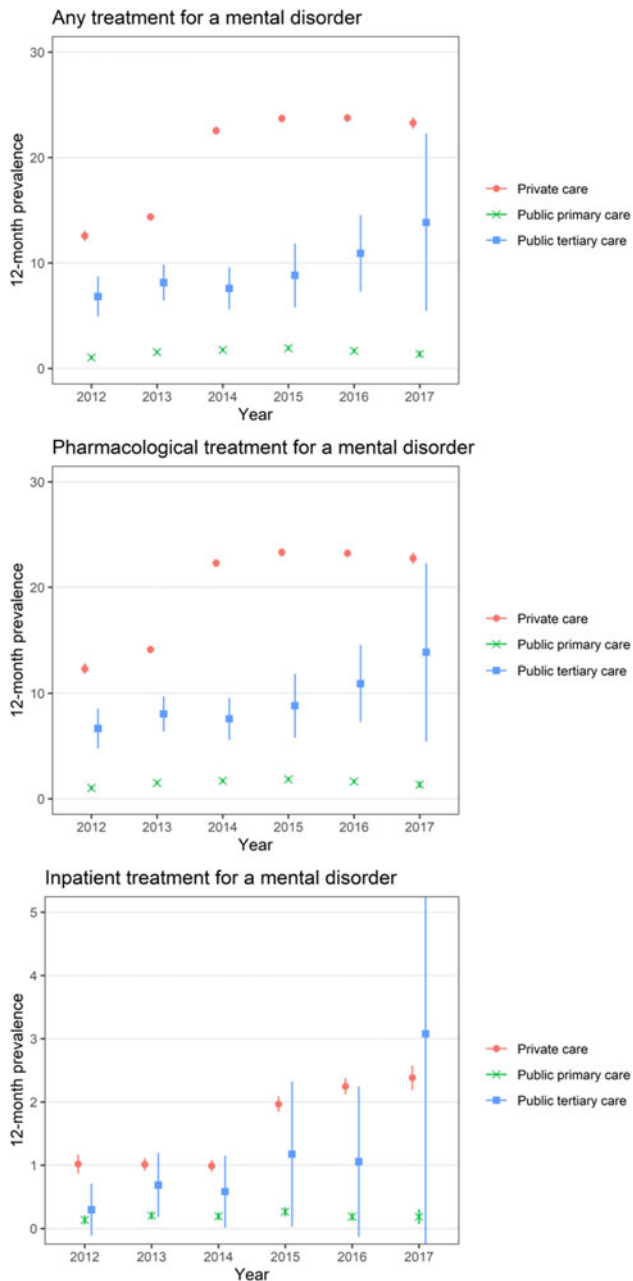 Any treatment for a mental disorder
30
20
10
0
12-month prevalence
2012 2013 2014 2015 2016 2017
Year
Private care
Public primary care
Public tertiary care
Pharmacological treatment for a mental disorder
30
20
10
0
12-month prevalence
2012 2013 2014 2015 2016 2017
Year
Private care
Public primary care
Public tertiary care
Inpatient treatment for a mental disorder
5
4
3
2
1
0
12-month prevalence
2012 2013 2014 2015 2016 2017
Year
Private care
Public primary care
Public tertiary care